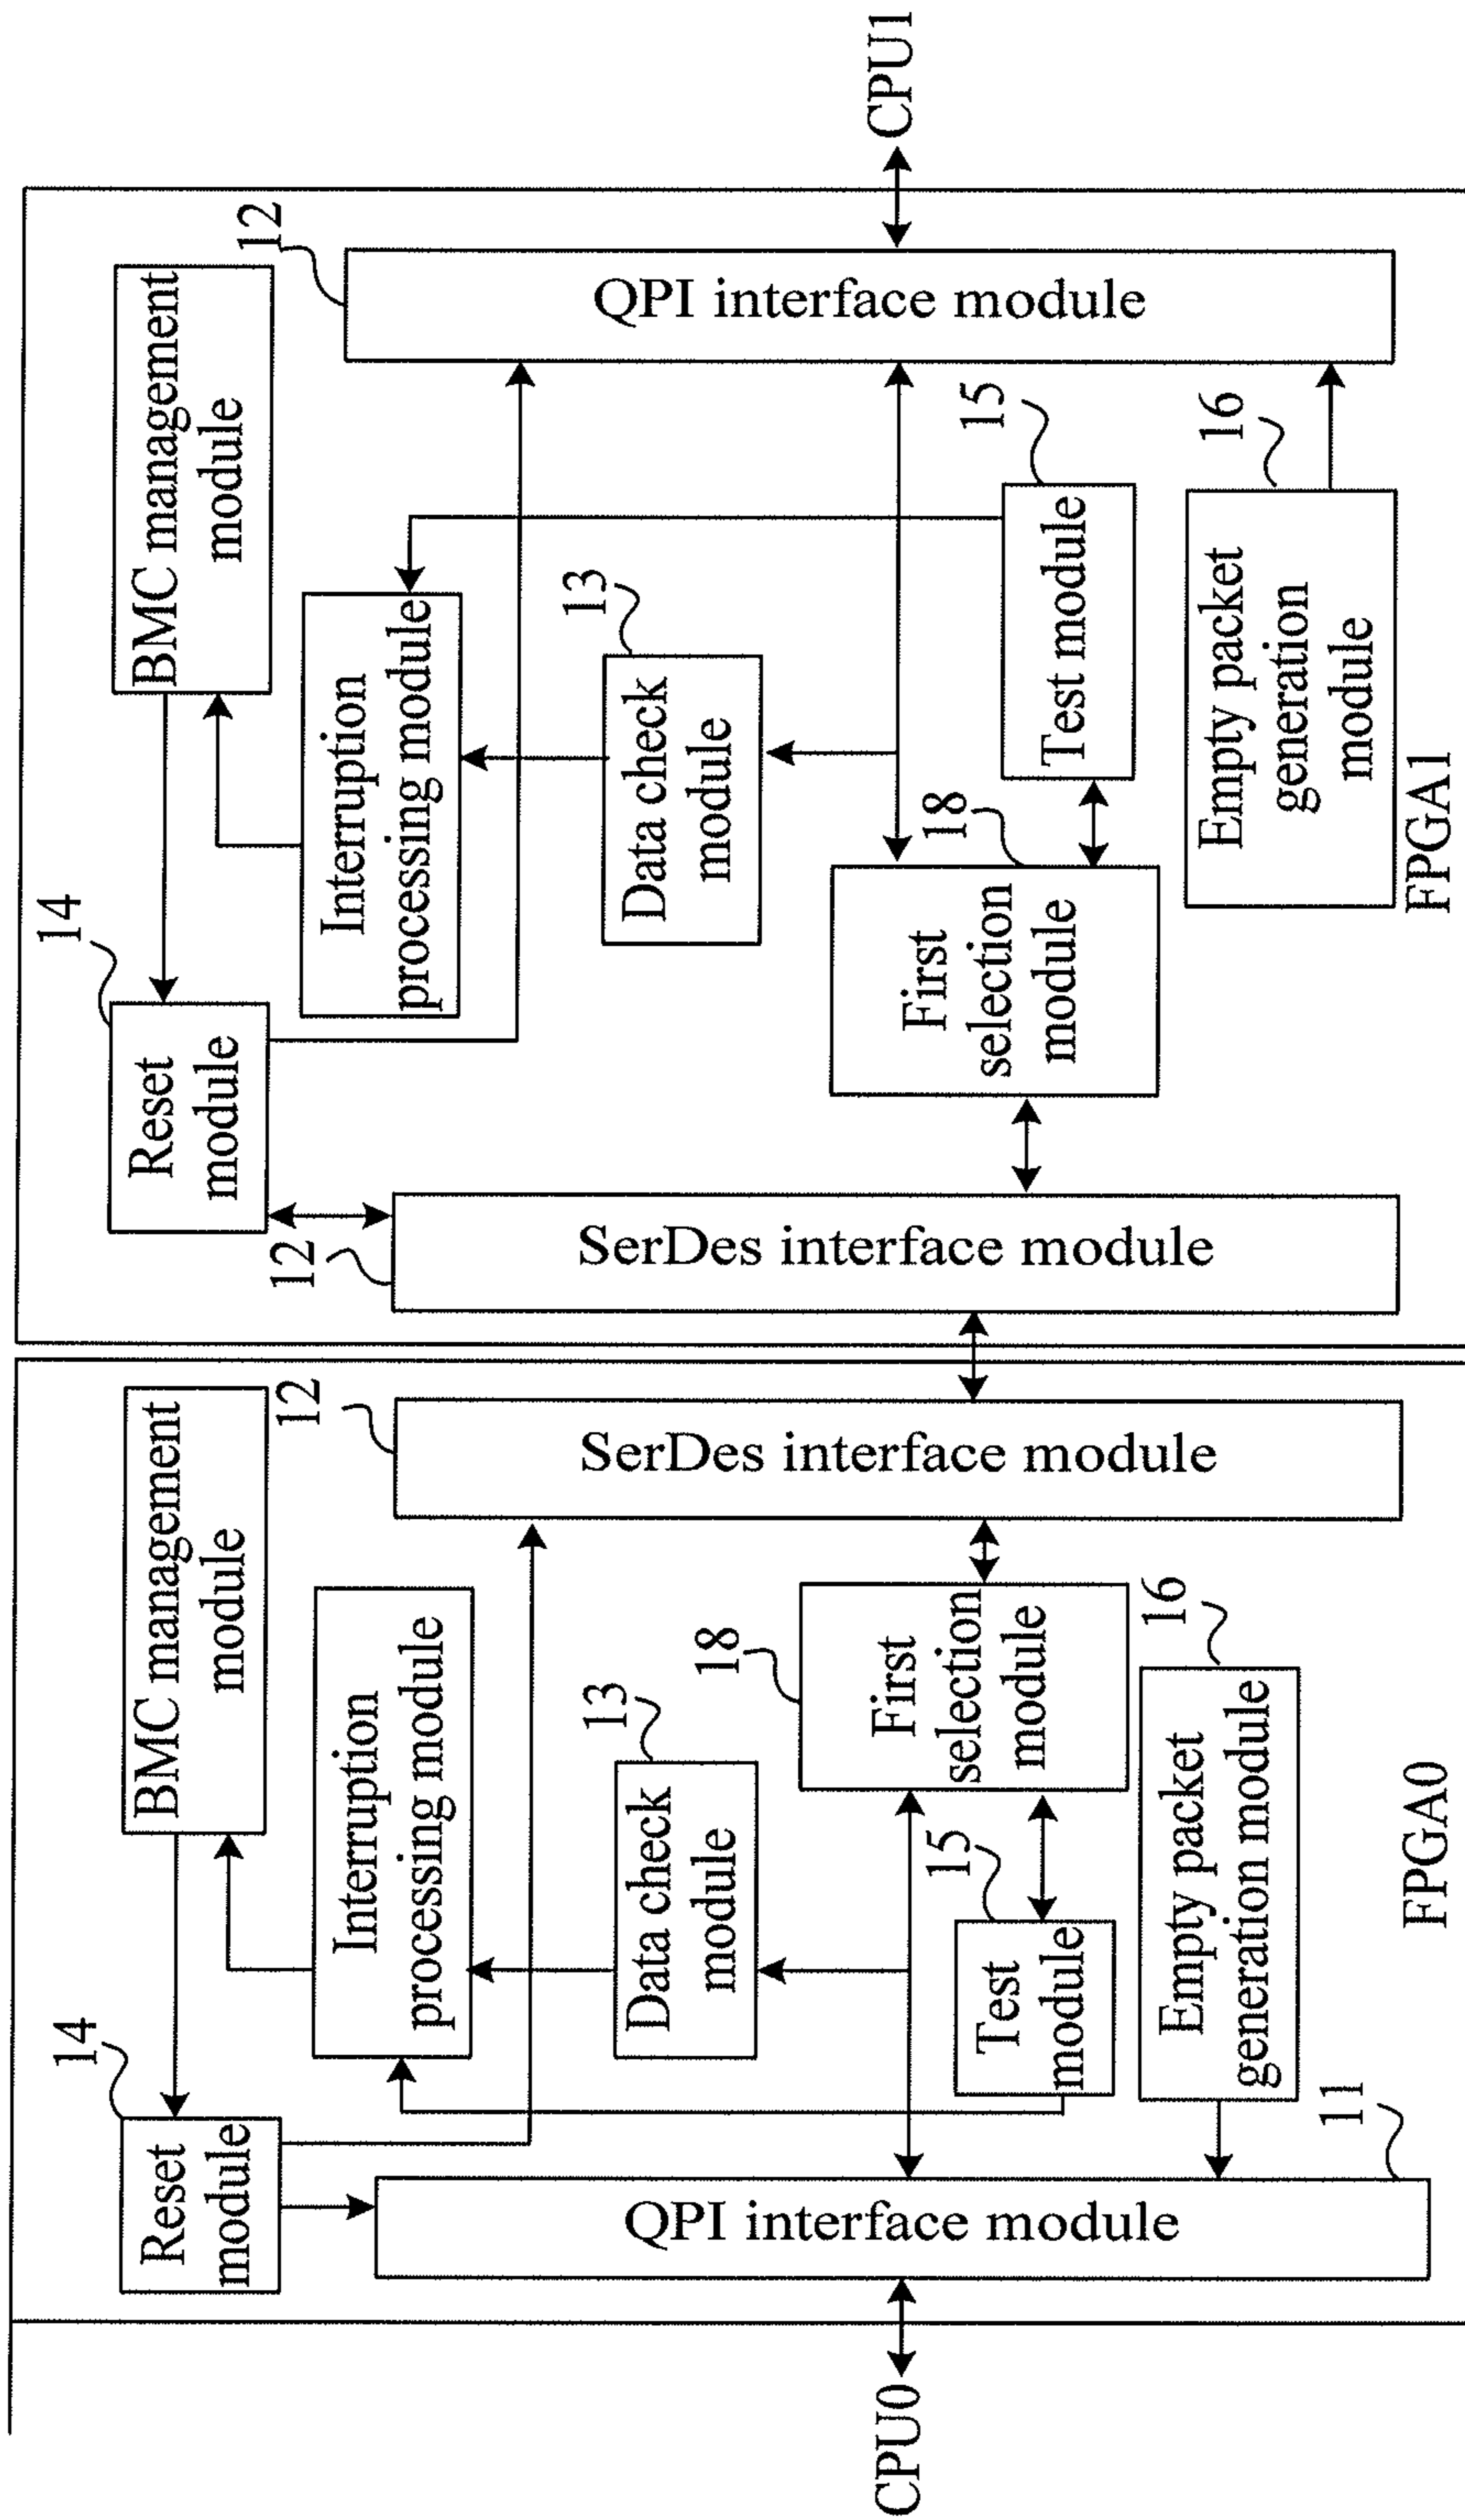 14
Reset
module
BMC management
module
Interruption
processing module
12
13
Data check
module
18
First
selection
module
15
Test
module
16
Empty packet
generation module
11
QPI interface module
SerDes interface module
CPU0
FPGA0
14
Reset
module
BMC management
module
12
Interruption
processing module
12
13
Data check
module
18
First
selection
module
15
Test module
16
Empty packet
generation
module
SerDes interface module
QPI interface module
CPU1
FPGA1